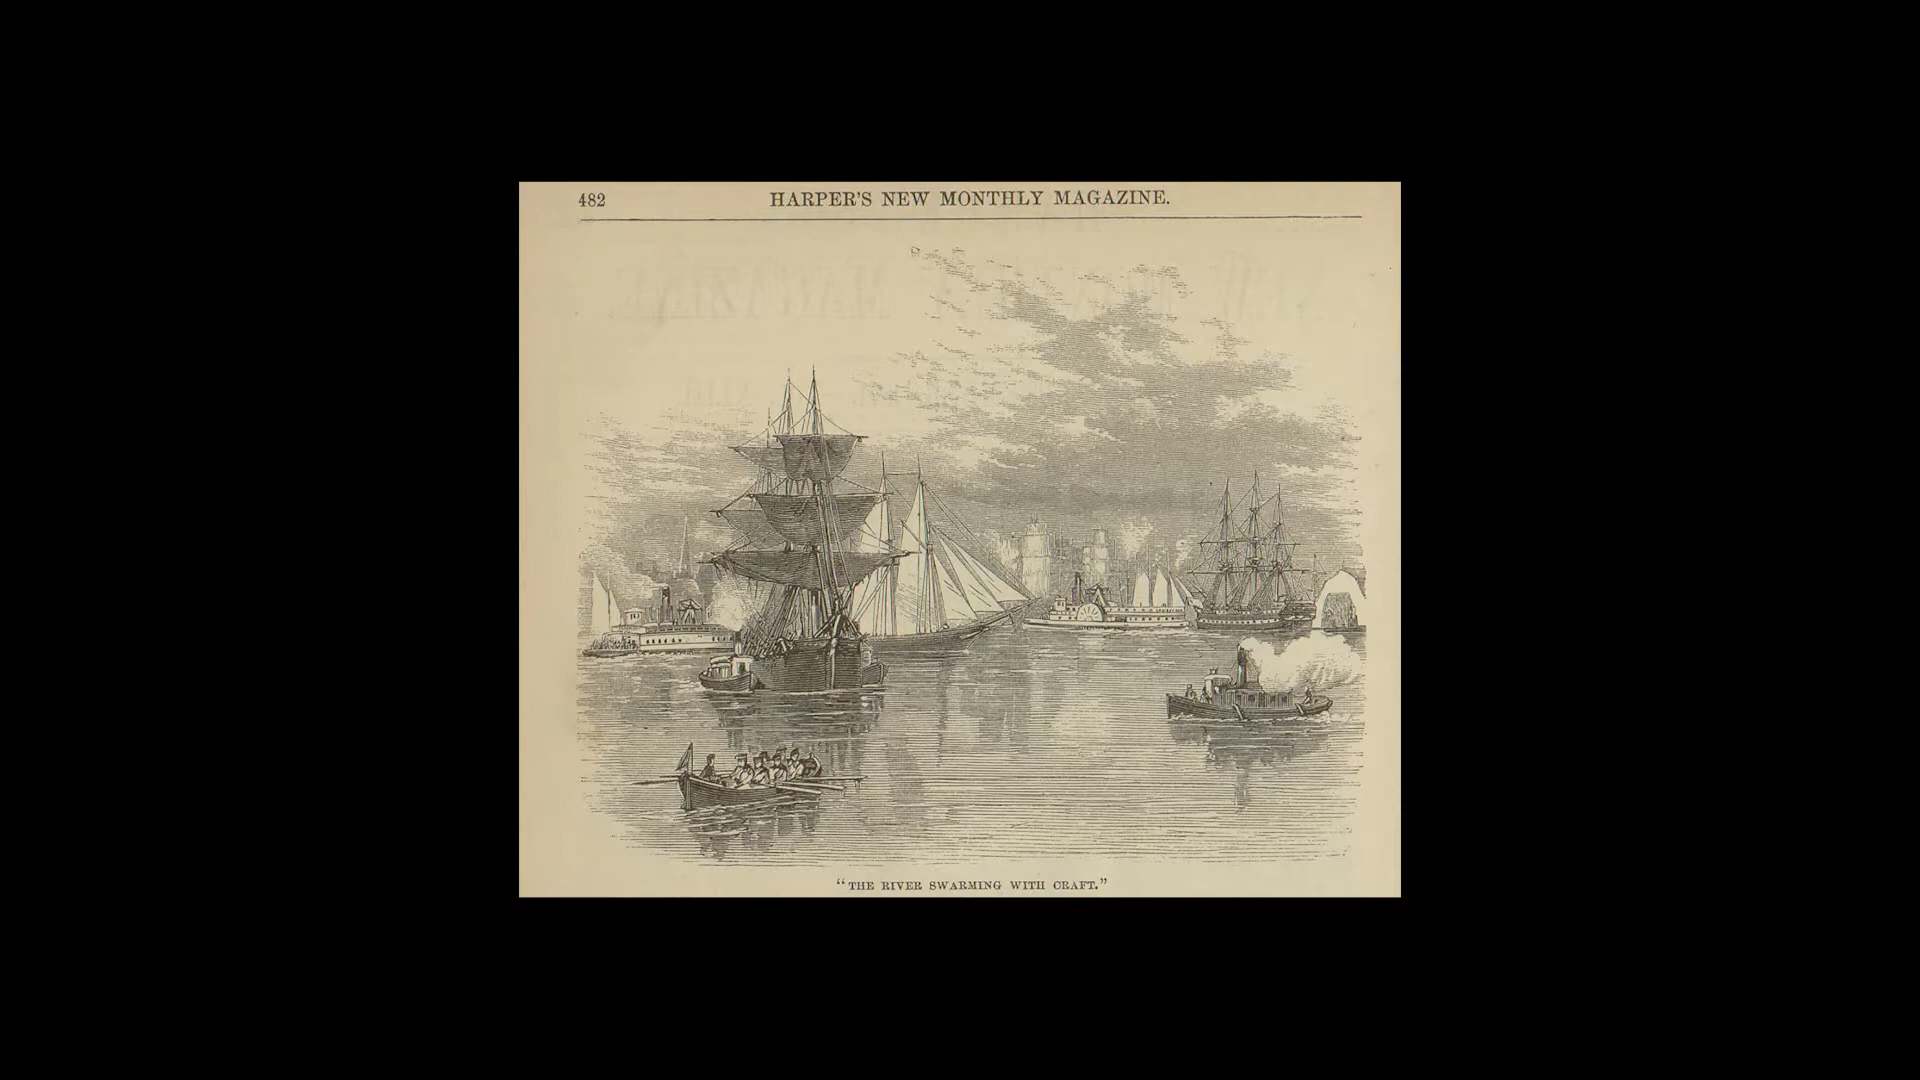 482 HARPER'S NEW MONTHLY MAGAZINE.
“THE RIVER SWARMING WITH CRAFT.”